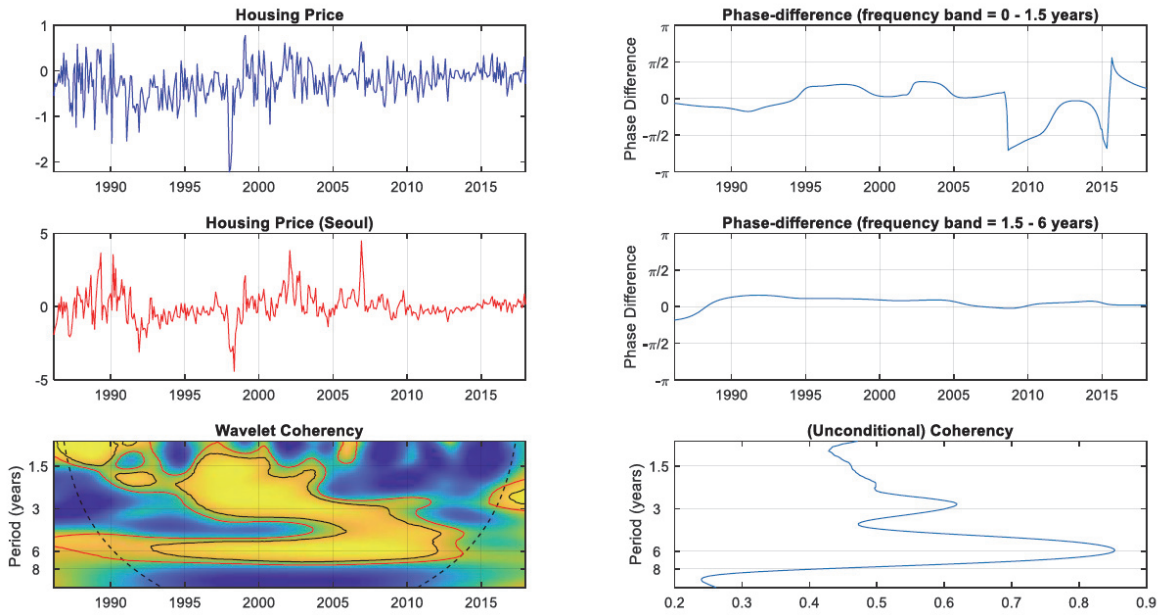 Housing Price
1
0
-1
-2
1990 1995 2000 2005 2010 2015
Phase-difference (frequency band = 0 - 1.5 years)
Phase Difference
π
π/2
0
-π/2
-π
1990 1995 2000 2005 2010 2015
Housing Price (Seoul)
5
0
-5
1990 1995 2000 2005 2010 2015
Phase-difference (frequency band = 1.5 - 6 years)
Phase Difference
π
π/2
0
-π/2
-π
1990 1995 2000 2005 2010 2015
Wavelet Coherency
Period (years)
1.5
3
6
8
1990 1995 2000 2005 2010 2015
(Unconditional) Coherency
Period (years)
1.5
3
6
8
0.2 0.3 0.4 0.5 0.6 0.7 0.8 0.9